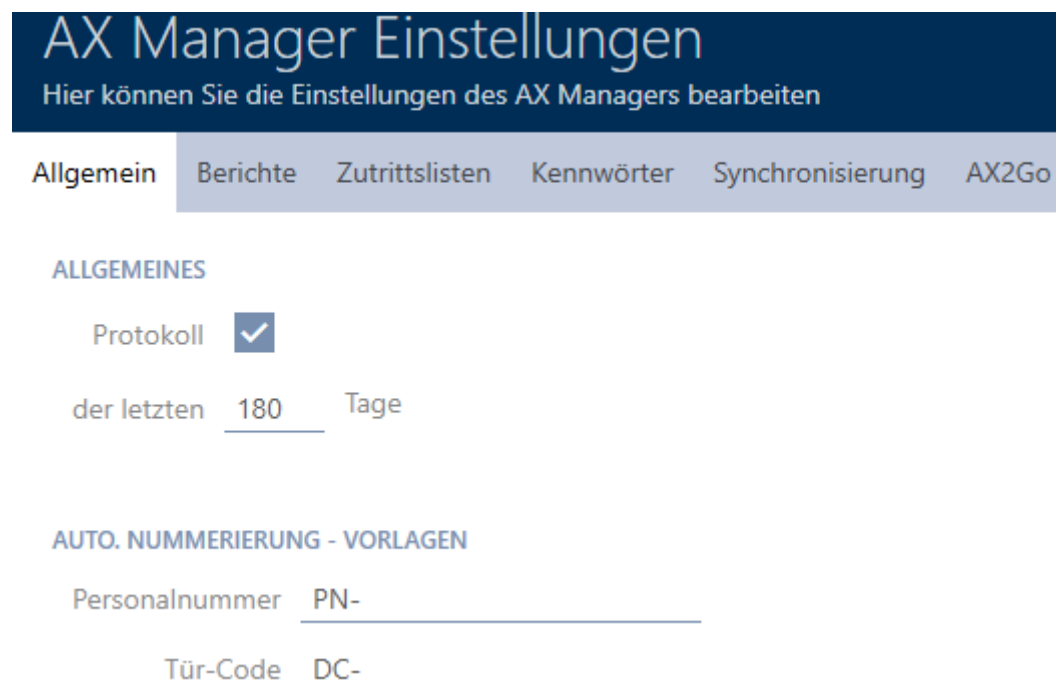 AX Manager Einstellungen
Hier können Sie die Einstellungen des AX Managers bearbeiten
Allgemein Berichte Zutrittslisten Kennwörter Synchronisierung AX2Go
ALLGEMEINES
Protokoll
der letzten 180 Tage
AUTO. NUMMERIERUNG - VORLAGEN
Personalnummer PN-
Tür-Code DC-